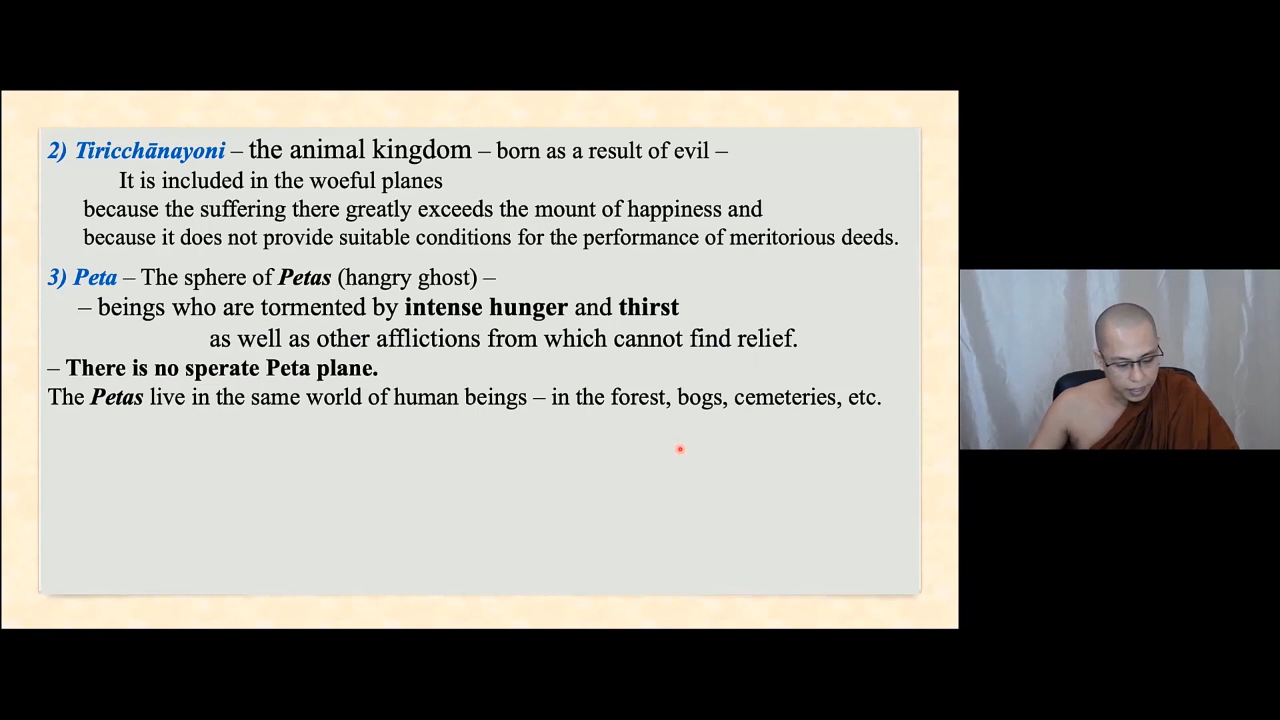 2) Tiricchānayoni – the animal kingdom – born as a result of evil –
It is included in the woeful planes
because the suffering there greatly exceeds the mount of happiness and
because it does not provide suitable conditions for the performance of meritorious deeds.
3) Peta – The sphere of Petas (hangry ghost) –
– beings who are tormented by intense hunger and thirst
as well as other afflictions from which cannot find relief.
– There is no sperate Peta plane.
The Petas live in the same world of human beings – in the forest, bogs, cemeteries, etc.